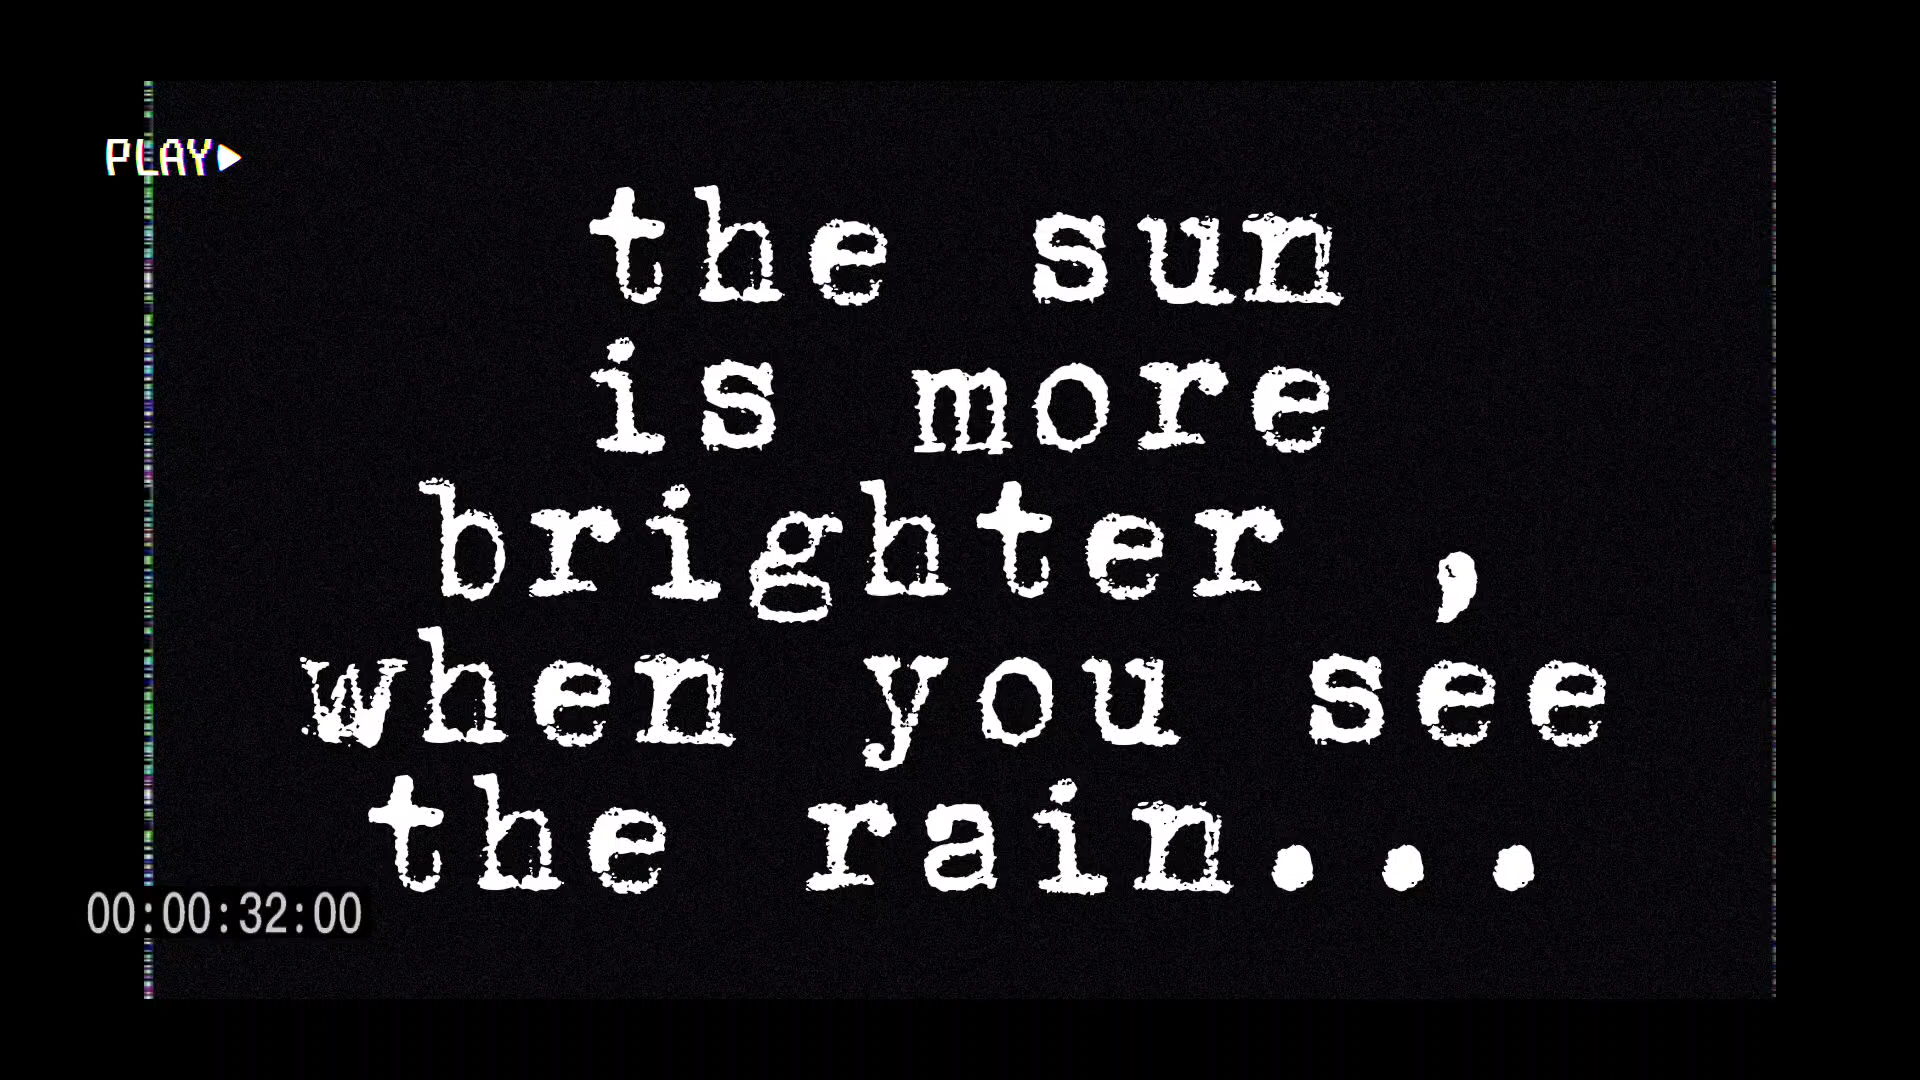 PLAY
the sun
is more
brighter ,
when you see
the rain...
00:00:32:00